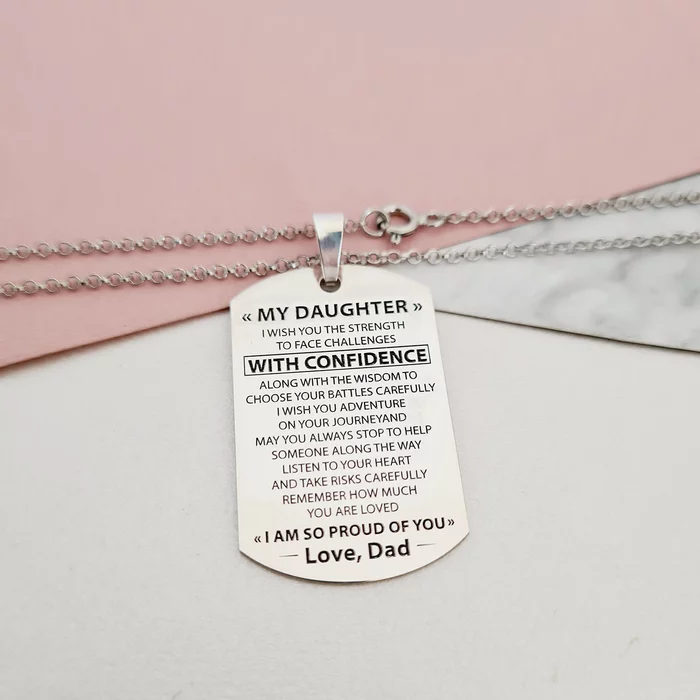 « MY DAUGHTER »
I WISH YOU THE STRENGTH
TO FACE CHALLENGES
WITH CONFIDENCE
ALONG WITH THE WISDOM TO
CHOOSE YOUR BATTLES CAREFULLY
I WISH YOU ADVENTURE
ON YOUR JOURNEYAND
MAY YOU ALWAYS STOP TO HELP
SOMEONE ALONG THE WAY
LISTEN TO YOUR HEART
AND TAKE RISKS CAREFULLY
REMEMBER HOW MUCH
YOU ARE LOVED
«I AM SO PROUD OF YOU»
— Love, Dad —